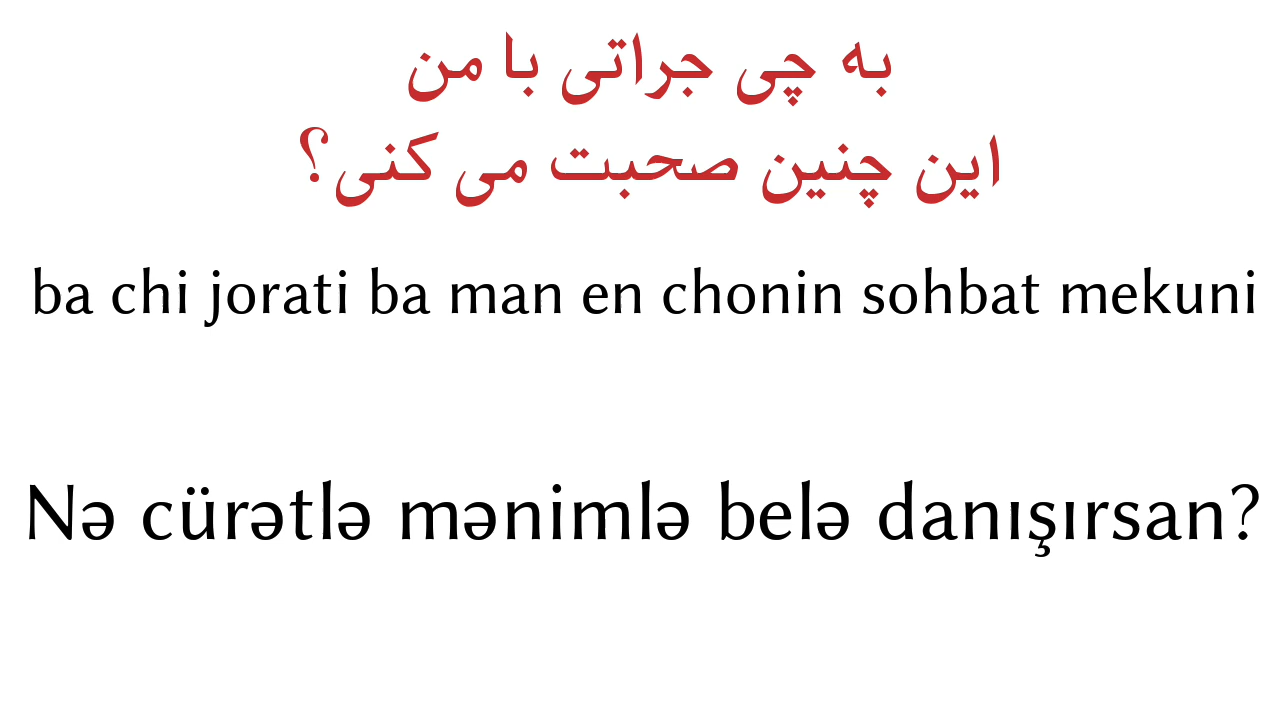 به چی جراتی با من
این چنین صحبت می کنی؟
ba chi jorati ba man en chonin sohbat mekuni
Nə cürətlə mənimlə belə danışırsan?